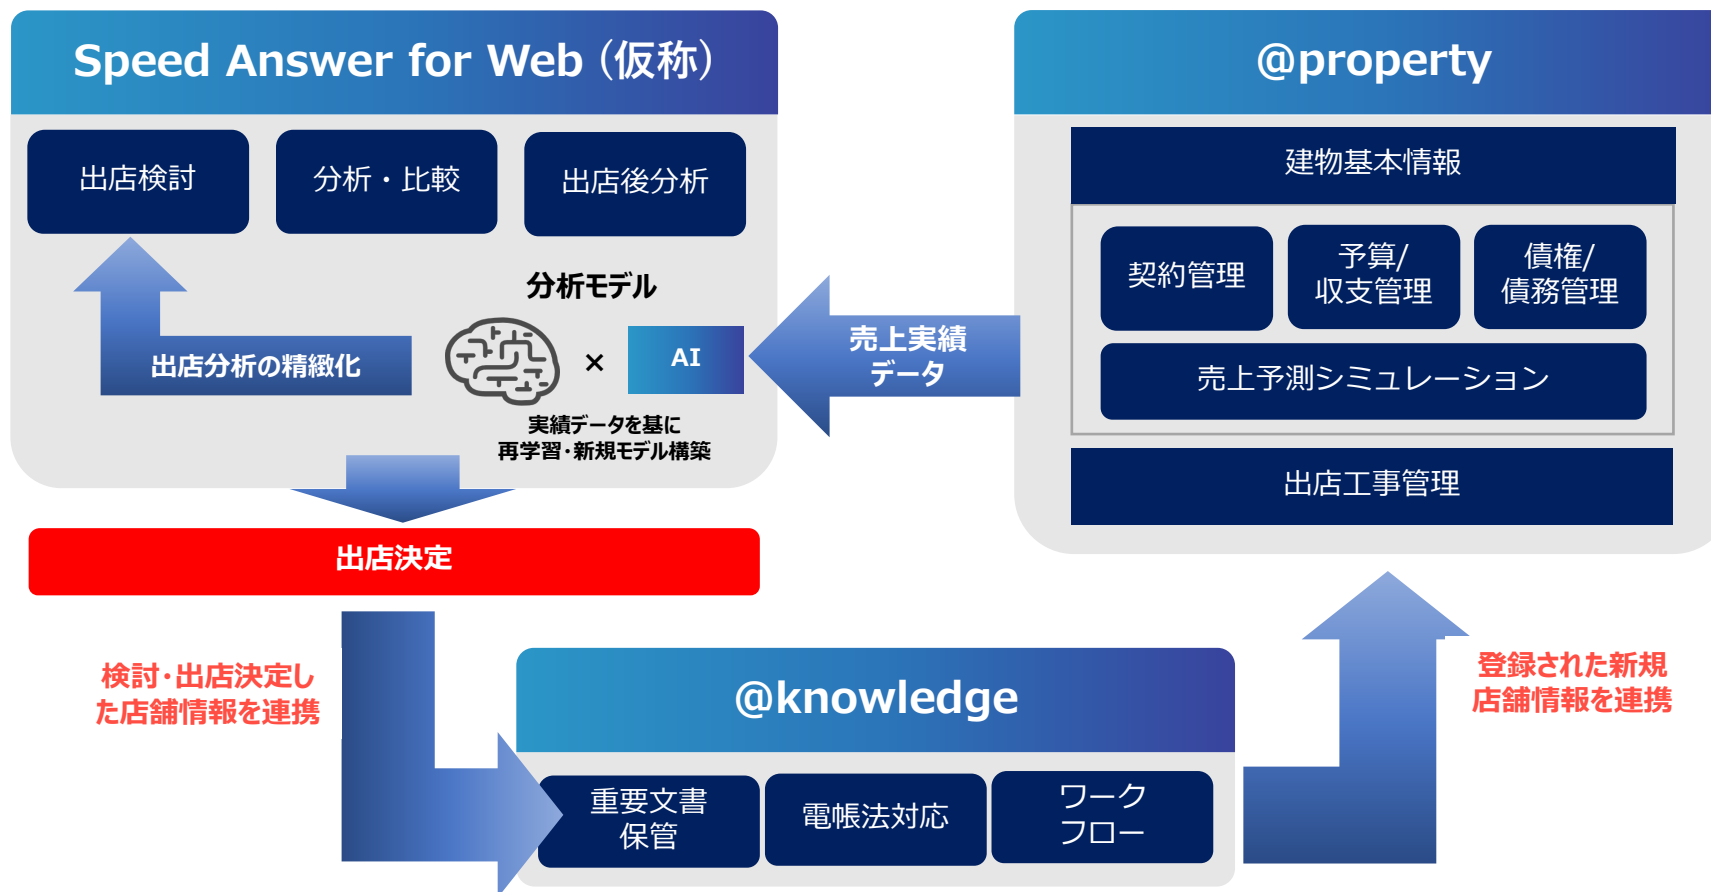 Speed Answer for Web（仮称）
出店検討
分析・比較
出店後分析
分析モデル
×
AI
出店分析の精緻化
実績データを基に
再学習・新規モデル構築
売上実績
データ
@property
建物基本情報
契約管理
予算/
収支管理
債権/
債務管理
売上予測シミュレーション
出店工事管理
出店決定
検討・出店決定し
た店舗情報を連携
@knowledge
重要文書
保管
電帳法対応
ワーク
フロー
登録された新規
店舗情報を連携